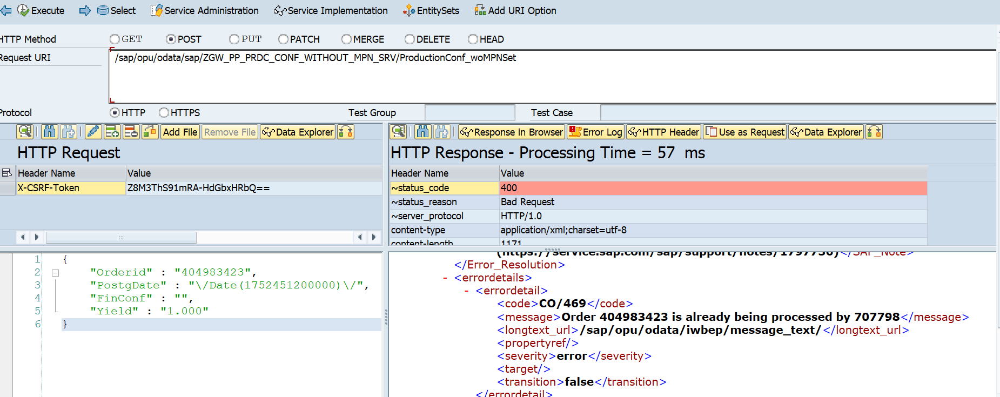 Execute Select Service Administration Service Implementation EntitySets Add URI Option
HTTP Method GET POST PUT PATCH MERGE DELETE HEAD
Request URI /sap/opu/odata/sap/ZGW_PP_PRDC_CONF_WITHOUT_MPN_SRV/ProductionConf_woMPNSet
Protocol HTTP HTTPS Test Group Test Case
Add File Remove File Data Explorer
HTTP Request
Header Name Value
X-CSRF-Token Z8M3ThS91mRA-HdGbxHRbQ==
1 {
2 "Orderid" : "404983423",
3 "PostgDate" : "\/Date(1752451200000)\/",
4 "FinConf" : "",
5 "Yield" : "1.000"
6 }
Response in Browser Error Log HTTP Header Use as Request Data Explorer
HTTP Response - Processing Time = 57 ms
Header Name Value
~status_code 400
~status_reason Bad Request
~server_protocol HTTP/1.0
content-type application/xml;charset=utf-8
content-length 1171
(https://service.sap.com/sap/support/notes/1797736)</SAP_Note>
</Error_Resolution>
- <errordetails>
- <errordetail>
<code>CO/469</code>
<message>Order 404983423 is already being processed by 707798</message>
<longtext_url>/sap/opu/odata/iwbep/message_text/</longtext_url>
<propertyref/>
<severity>error</severity>
<target/>
<transition>false</transition>
</errordetail>